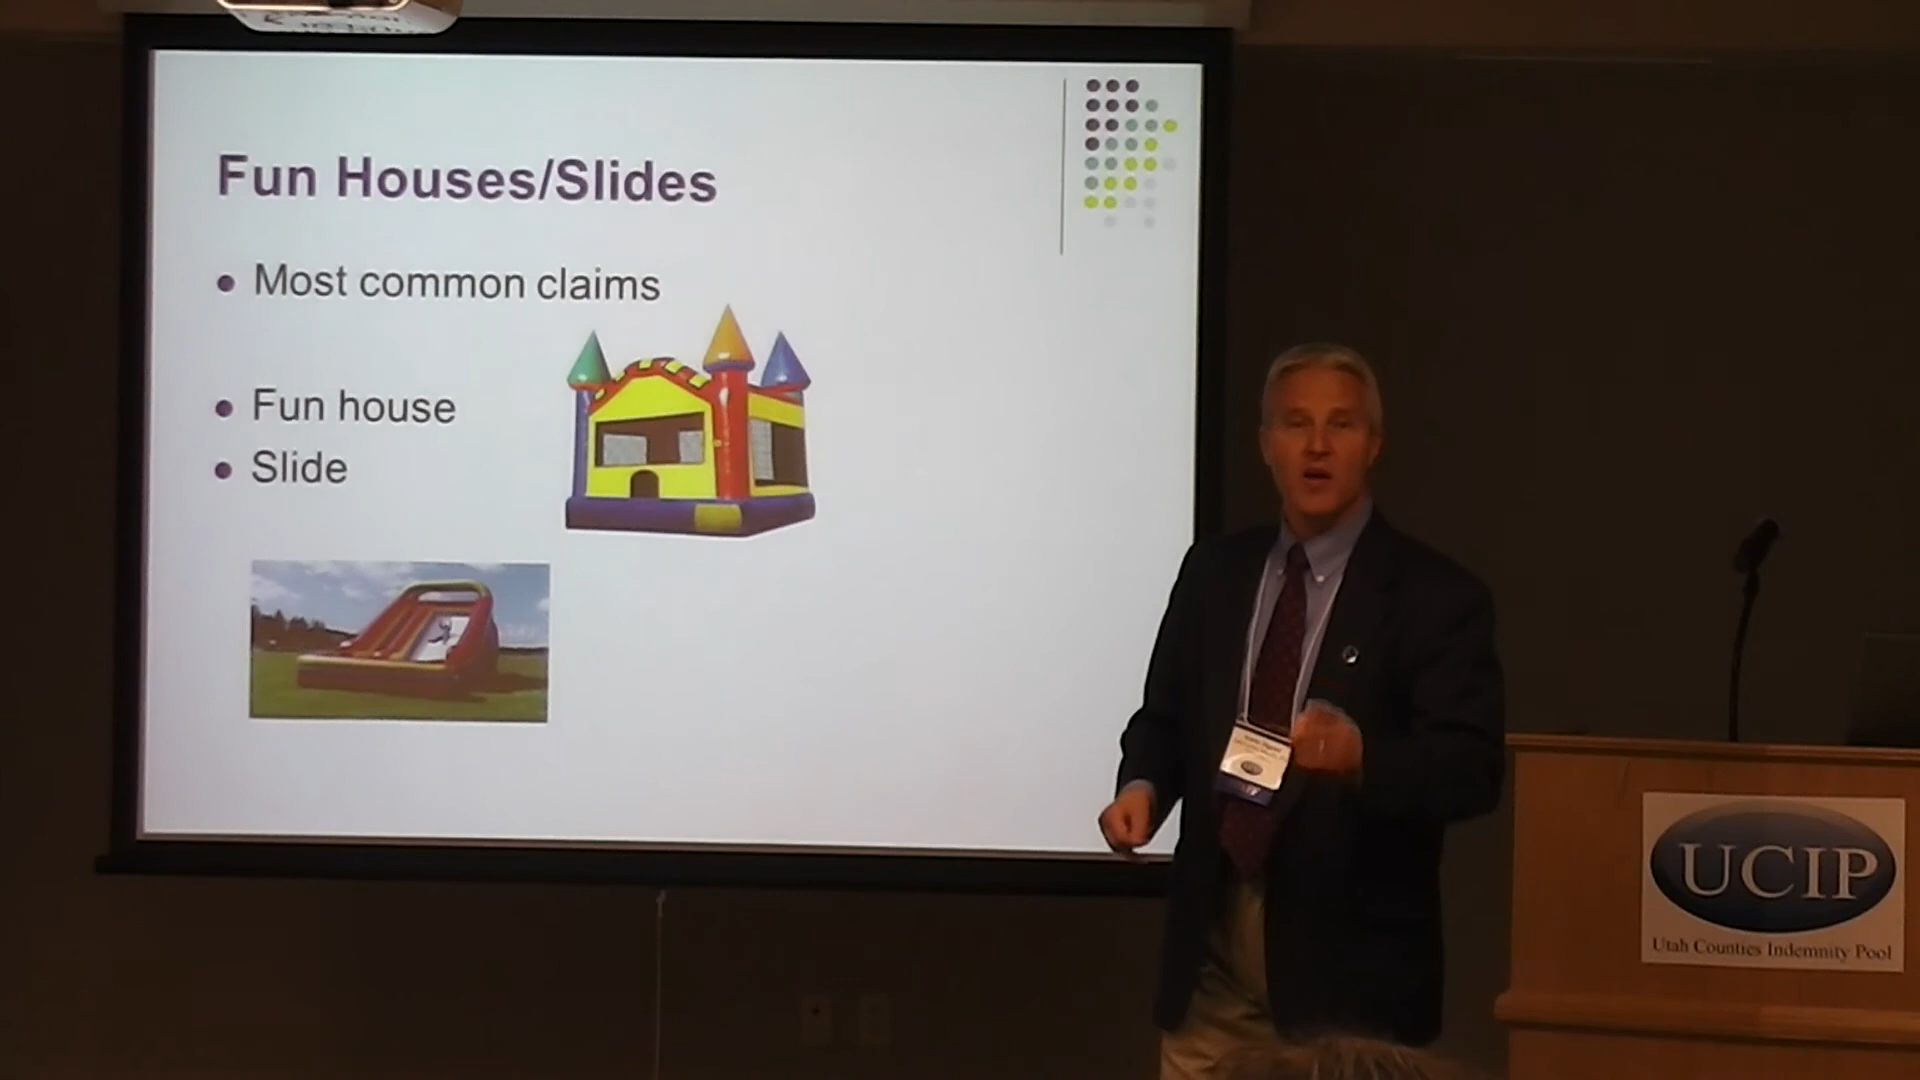 Fun Houses/Slides
Most common claims
Fun house
Slide
UCIP
Utah Counties Indemnity Pool